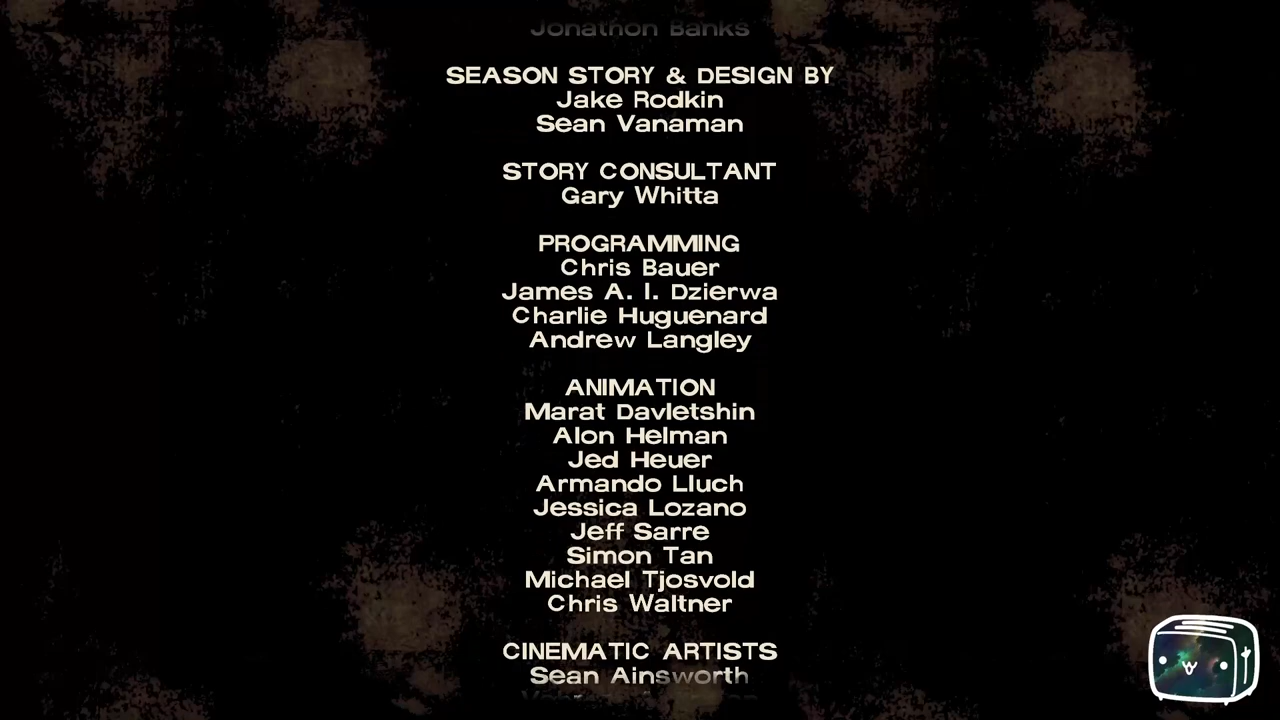 Jonathon Banks
SEASON STORY & DESIGN BY
Jake Rodkin
Sean Vanaman
STORY CONSULTANT
Gary Whitta
PROGRAMMING
Chris Bauer
James A. I. Dzierwa
Charlie Huguenard
Andrew Langley
ANIMATION
Marat Davletshin
Alon Helman
Jed Heuer
Armando Lluch
Jessica Lozano
Jeff Sarre
Simon Tan
Michael Tjosvold
Chris Waltner
CINEMATIC ARTISTS
Sean Ainsworth